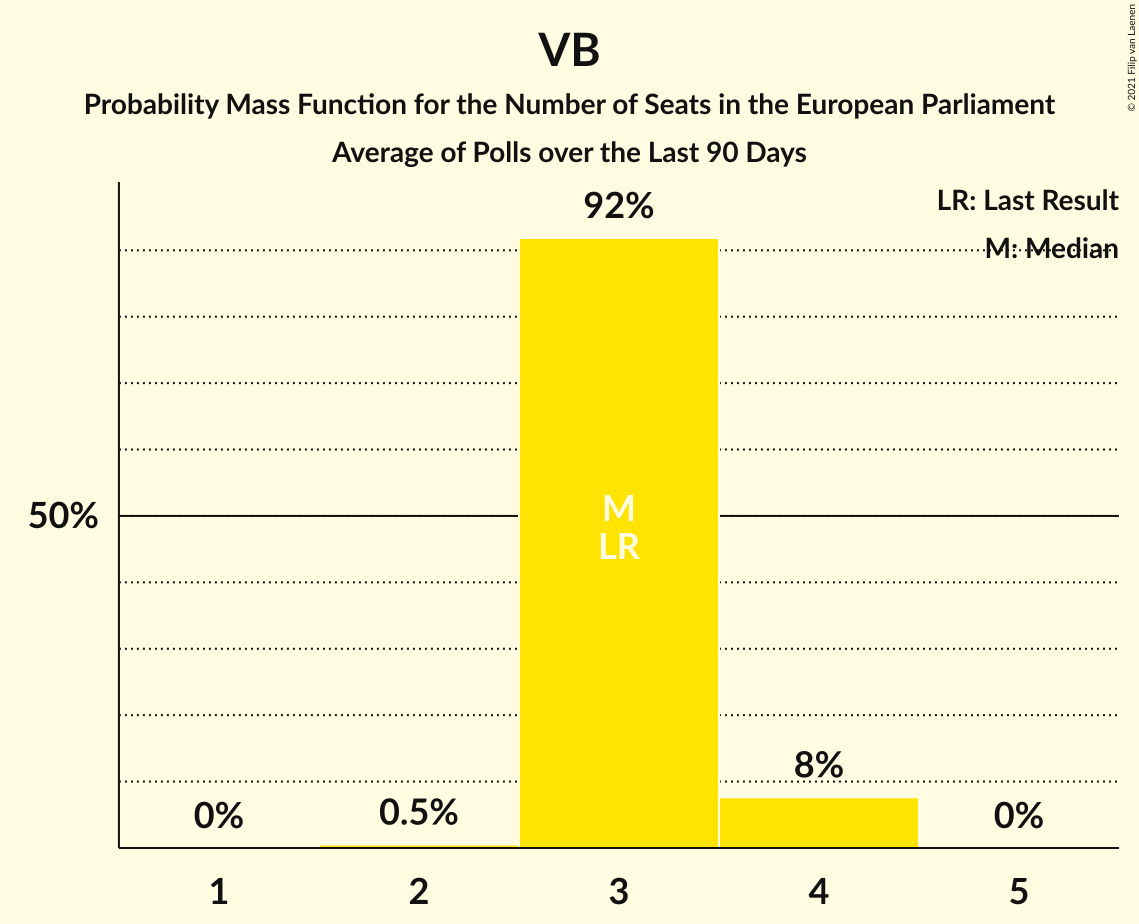 VB
Probability Mass Function for the Number of Seats in the European Parliament
Average of Polls over the Last 90 Days
© 2021 Filip van Laenen
LR: Last Result
M: Median
92%
50%
M
LR
8%
0%
0.5%
0%
1
2
3
4
5